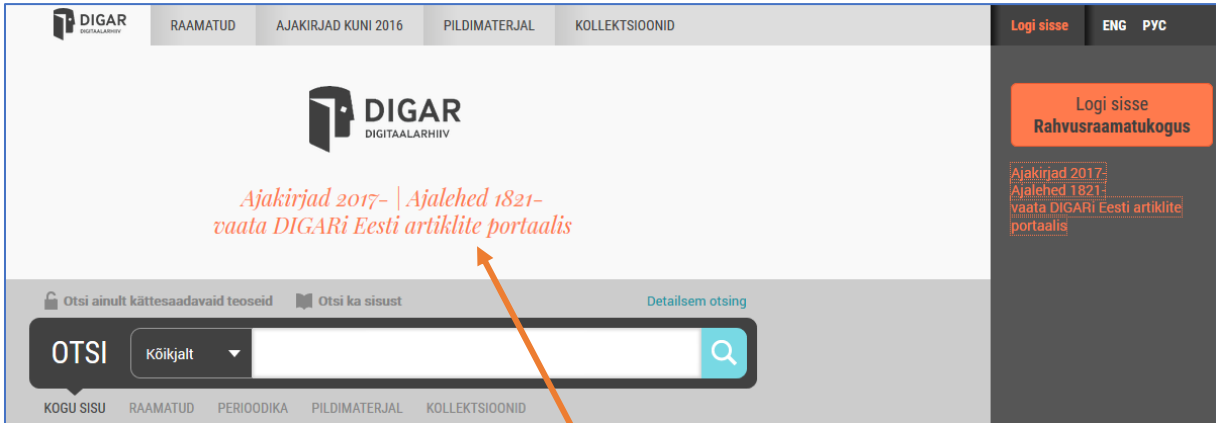 DIGAR
DIGITAALARHIIV
RAAMATUD
AJAKIRJAD KUNI 2016
PILDIMATERJAL
KOLLEKTSIOONID
Logi sisse
ENG
РУС
DIGAR
DIGITAALARHIIV
Ajakirjad 2017- | Ajalehed 1821-
vaata DIGARi Eesti artiklite portaalis
Logi sisse
Rahvusraamatukogus
Ajakirjad 2017-
Ajalehed 1821-
vaata DIGARi Eesti artiklite
portaalis
Otsi ainult kättesaadavaid teoseid
Otsi ka sisust
Detailsem otsing
OTSI
Kõikjalt
KOGU SISU
RAAMATUD
PERIOODIKA
PILDIMATERJAL
KOLLEKTSIOONID